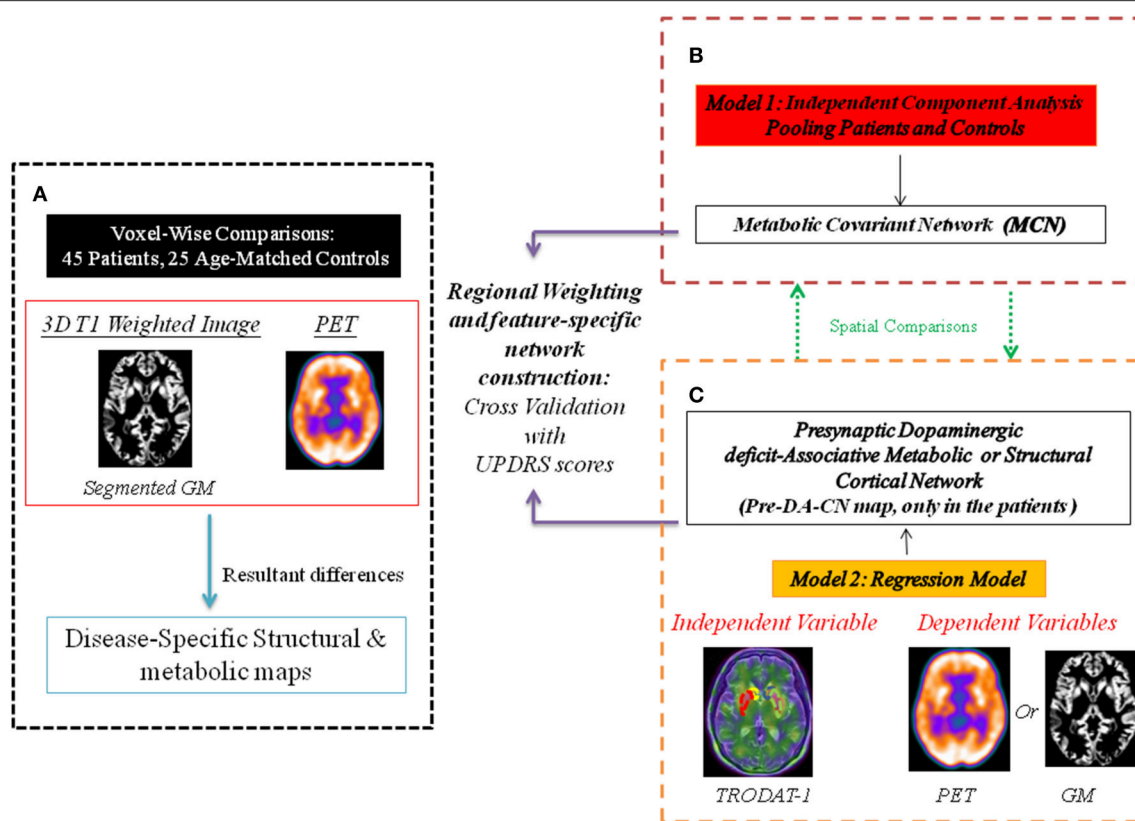 A
Voxel-Wise Comparisons:
45 Patients, 25 Age-Matched Controls
3D T1 Weighted Image
PET
Segmented GM
Resultant differences
Disease-Specific Structural &
metabolic maps
Regional Weighting
and feature-specific
network
construction:
Cross Validation
with
UPDRS scores
B
Model 1: Independent Component Analysis
Pooling Patients and Controls
Metabolic Covariant Network (MCN)
Spatial Comparisons
C
Presynaptic Dopaminergic
deficit-Associative Metabolic or Structural
Cortical Network
(Pre-DA-CN map, only in the patients)
Model 2: Regression Model
Independent Variable
Dependent Variables
Or
TRODAT-1
PET
GM